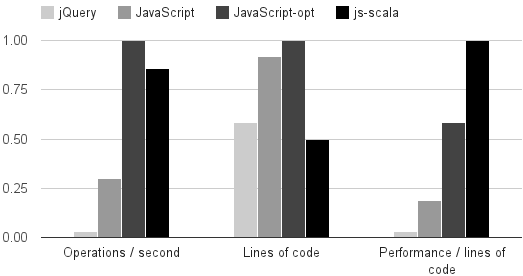 jQuery JavaScript JavaScript-opt js-scala
1.00
0.75
0.50
0.25
0.00
Operations / second Lines of code Performance / lines of
code